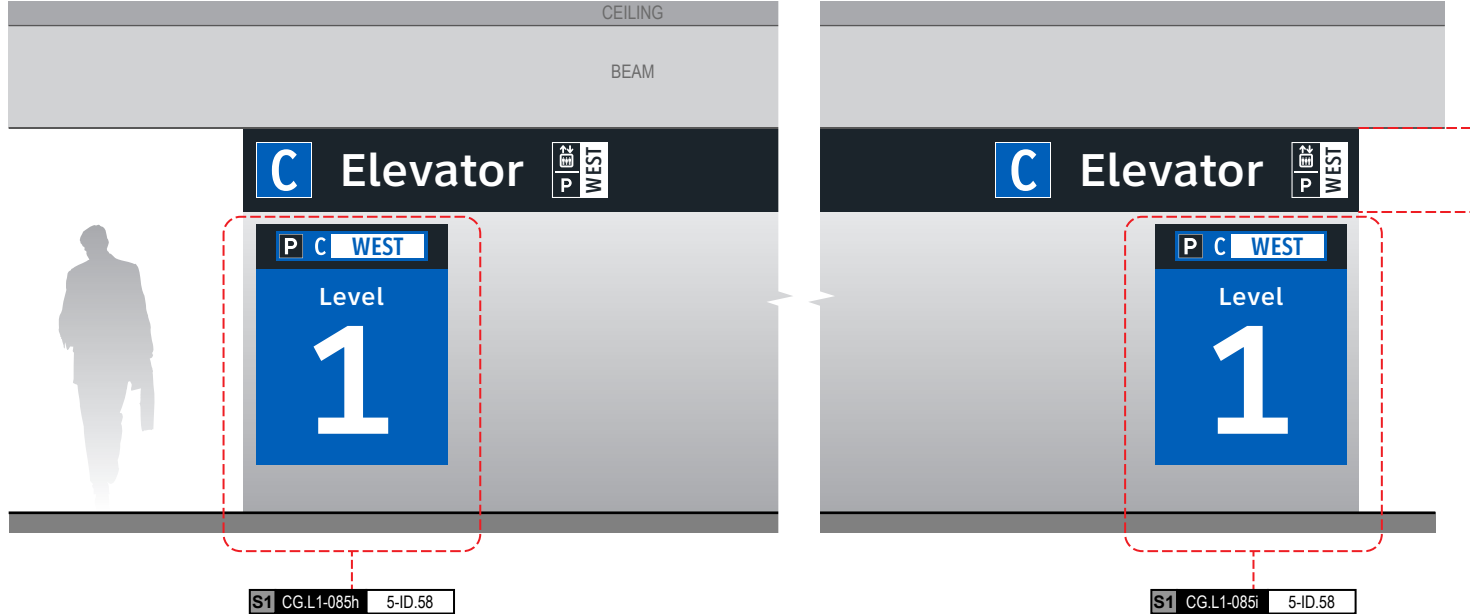 CEILING
BEAM
C Elevator P WEST
C Elevator P WEST
P C WEST
Level
1
P C WEST
Level
1
S1 CG.L1-085h 5-ID.58
S1 CG.L1-085i 5-ID.58